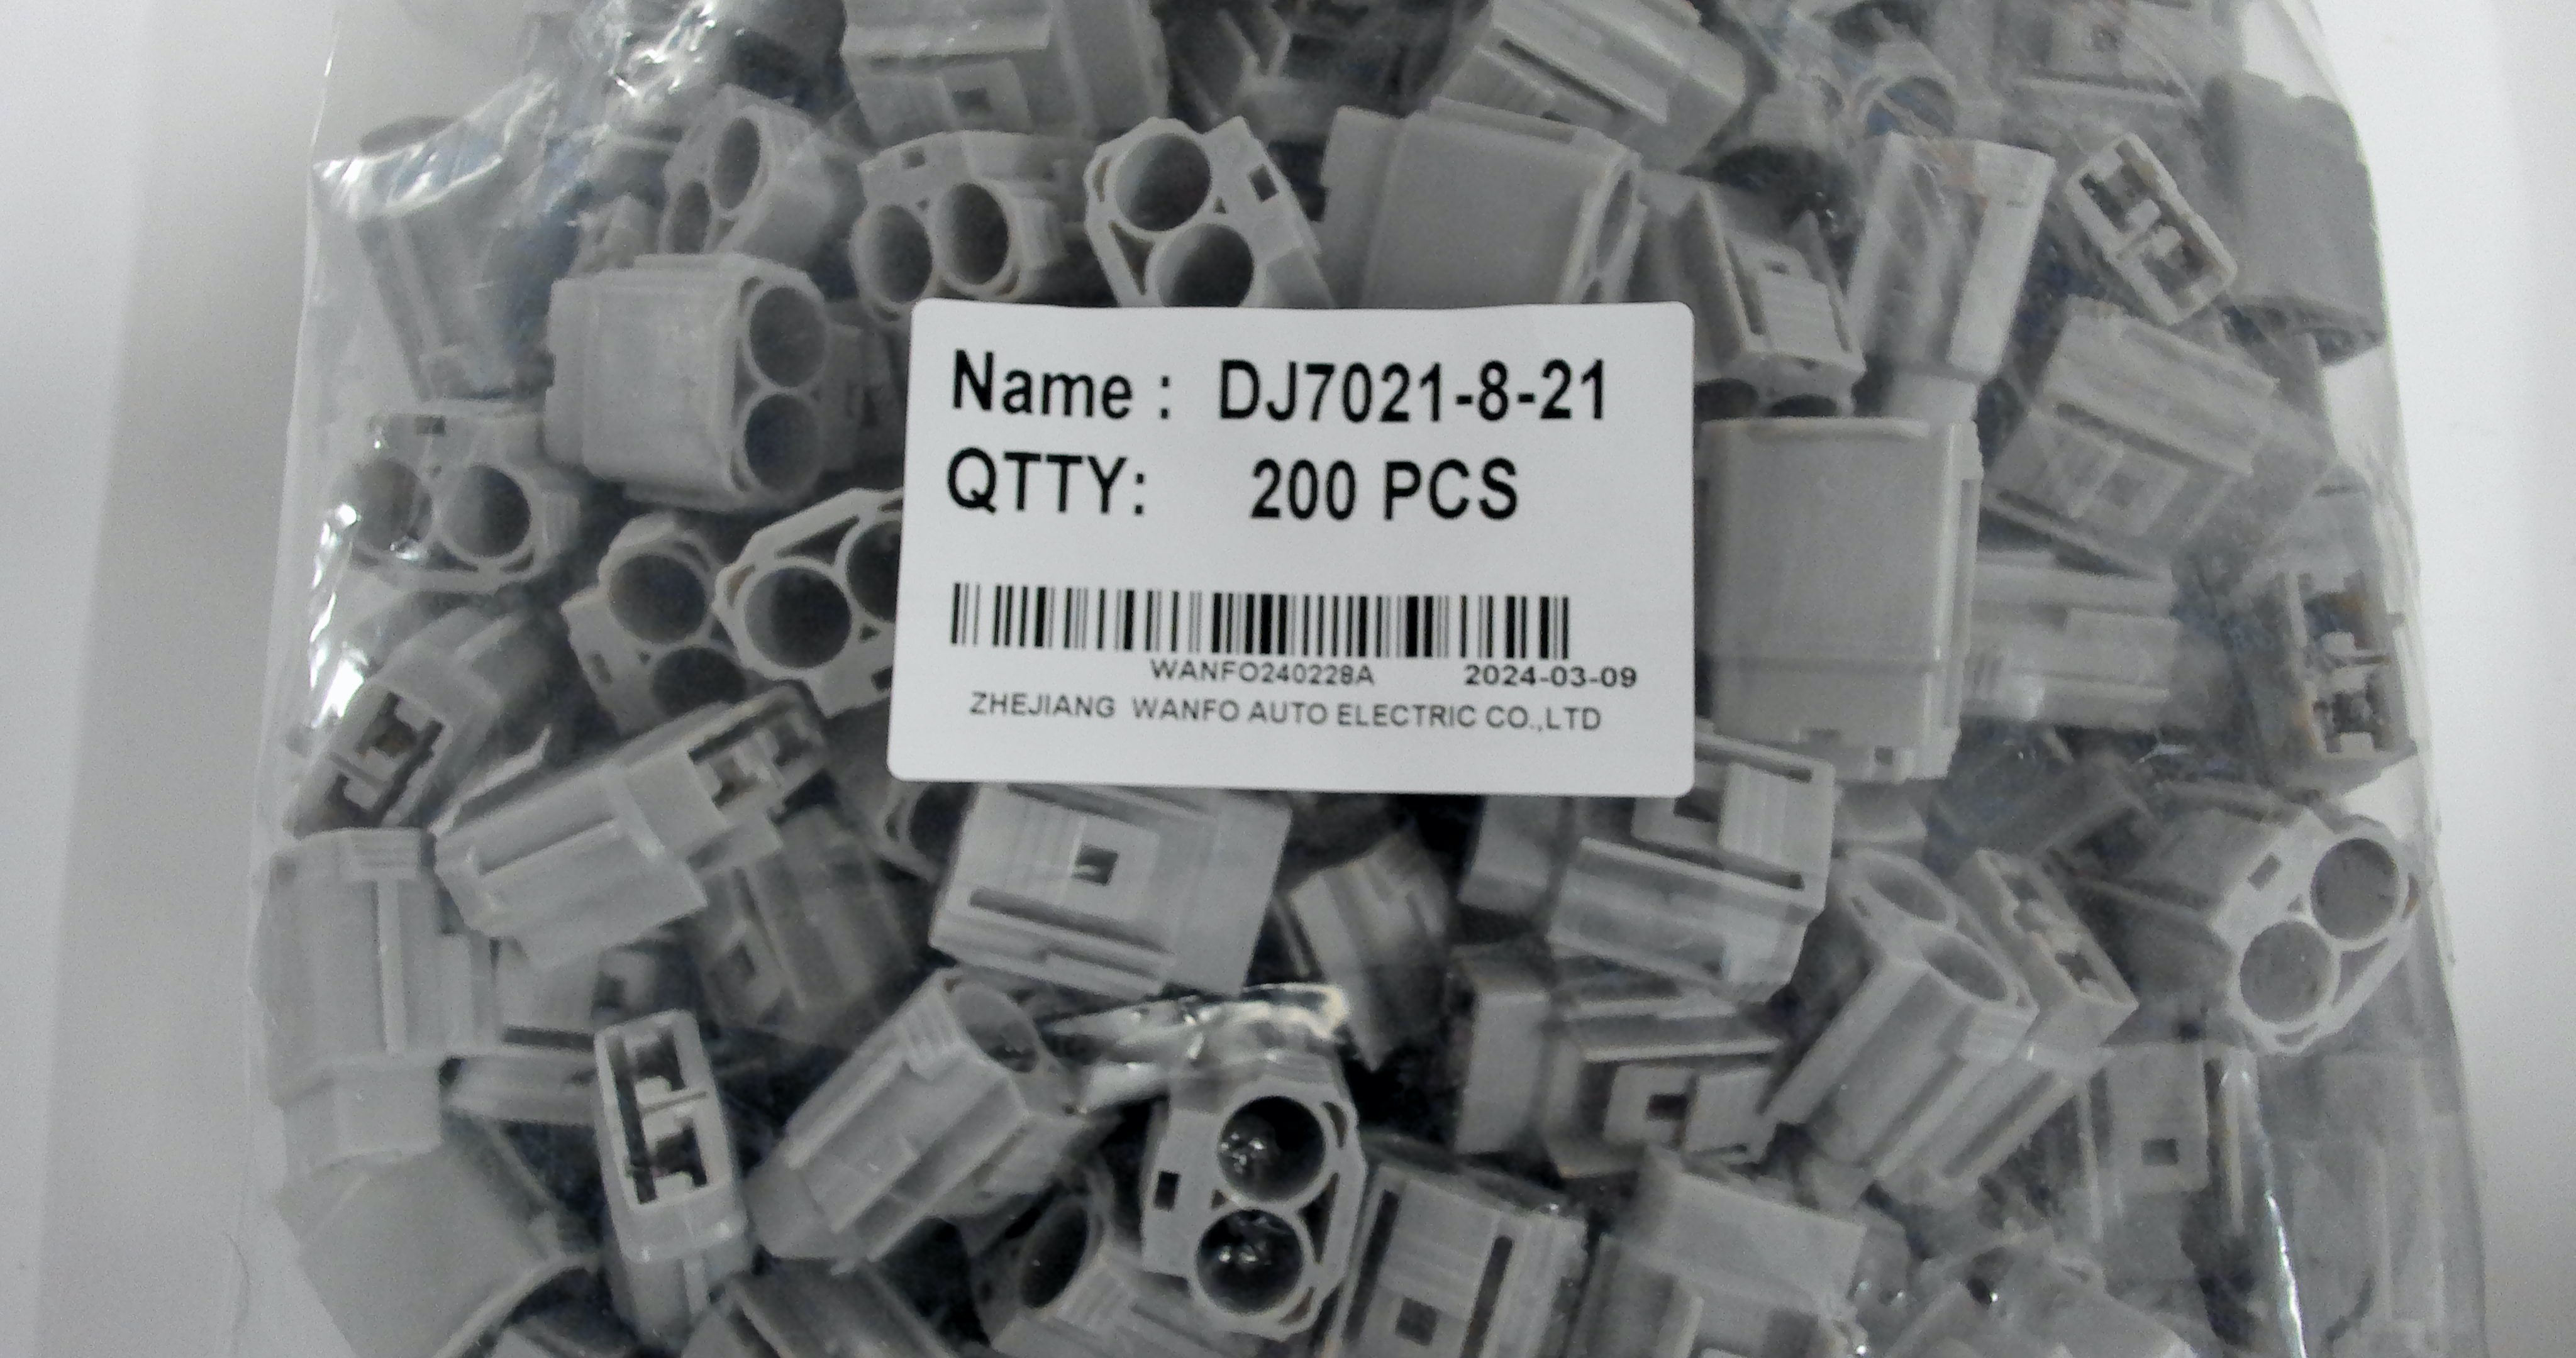 Name : DJ7021-8-21
QTTY: 200 PCS
WANFO240228A 2024-03-09
ZHEJIANG WANFO AUTO ELECTRIC CO.,LTD